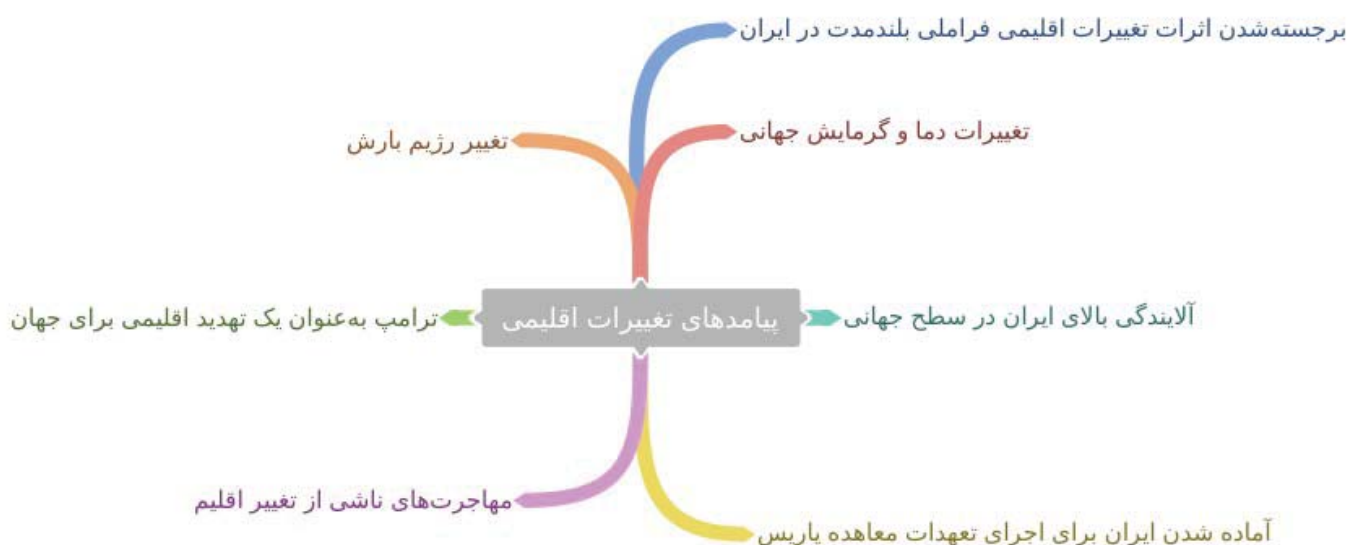 برجسته‌شدن اثرات تغییرات اقلیمی فراملی بلندمدت در ایران
تغییرات دما و گرمایش جهانی
تغییر رژیم بارش
آلایندگی بالای ایران در سطح جهانی
پیامدهای تغییرات اقلیمی
ترامپ به‌عنوان یک تهدید اقلیمی برای جهان
مهاجرت‌های ناشی از تغییر اقلیم
آماده شدن ایران برای اجرای تعهدات معاهده پاریس